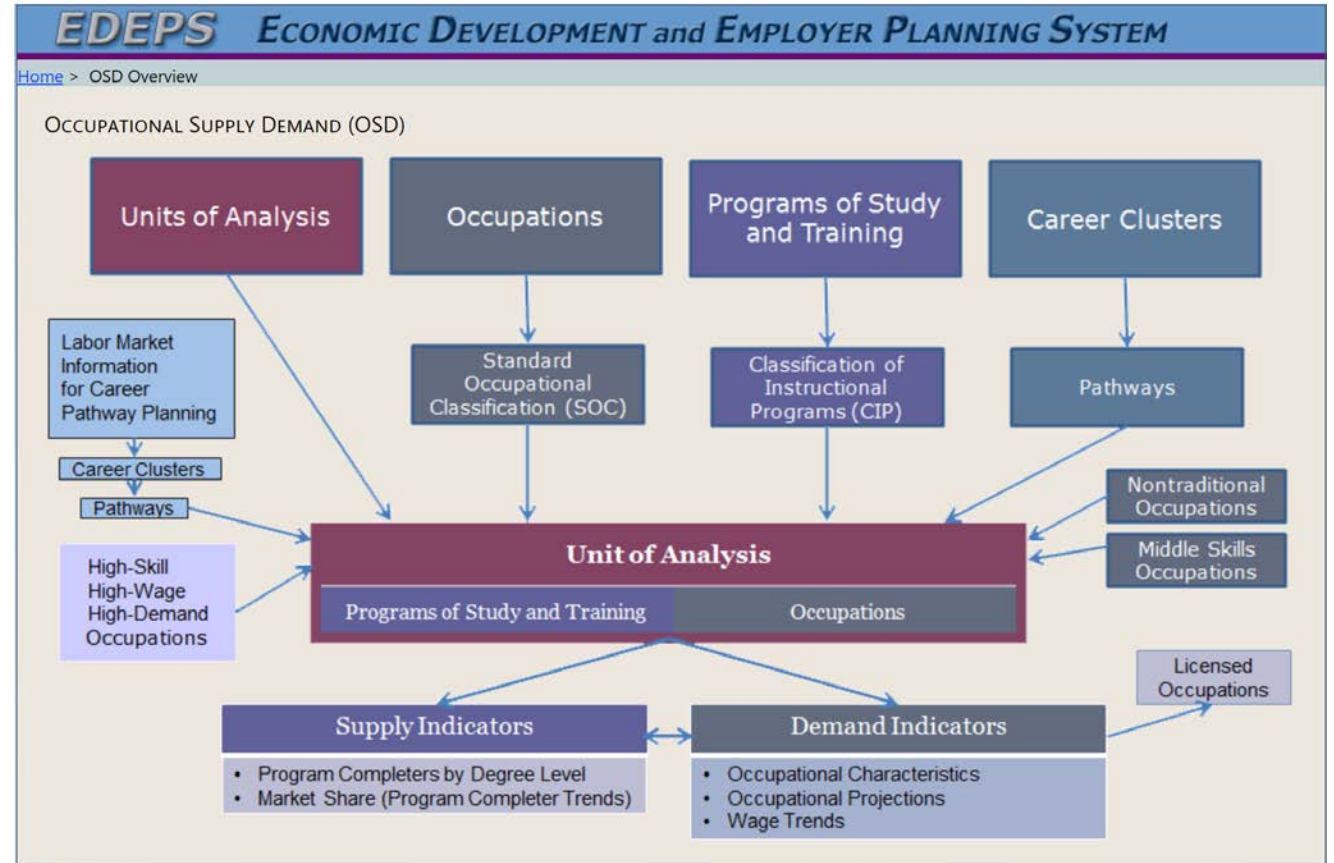 EDEPS ECONOMIC DEVELOPMENT and EMPLOYER PLANNING SYSTEM
Home > OSD Overview
OCCUPATIONAL SUPPLY DEMAND (OSD)
Units of Analysis
Occupations
Programs of Study
and Training
Career Clusters
Labor Market
Information
for Career
Pathway Planning
Standard
Occupational
Classification (SOC)
Classification of
Instructional
Programs (CIP)
Pathways
Career Clusters
Pathways
Nontraditional
Occupations
Middle Skills
Occupations
High-Skill
High-Wage
High-Demand
Occupations
Unit of Analysis
Programs of Study and Training
Occupations
Licensed
Occupations
Supply Indicators
• Program Completers by Degree Level
• Market Share (Program Completer Trends)
Demand Indicators
• Occupational Characteristics
• Occupational Projections
• Wage Trends